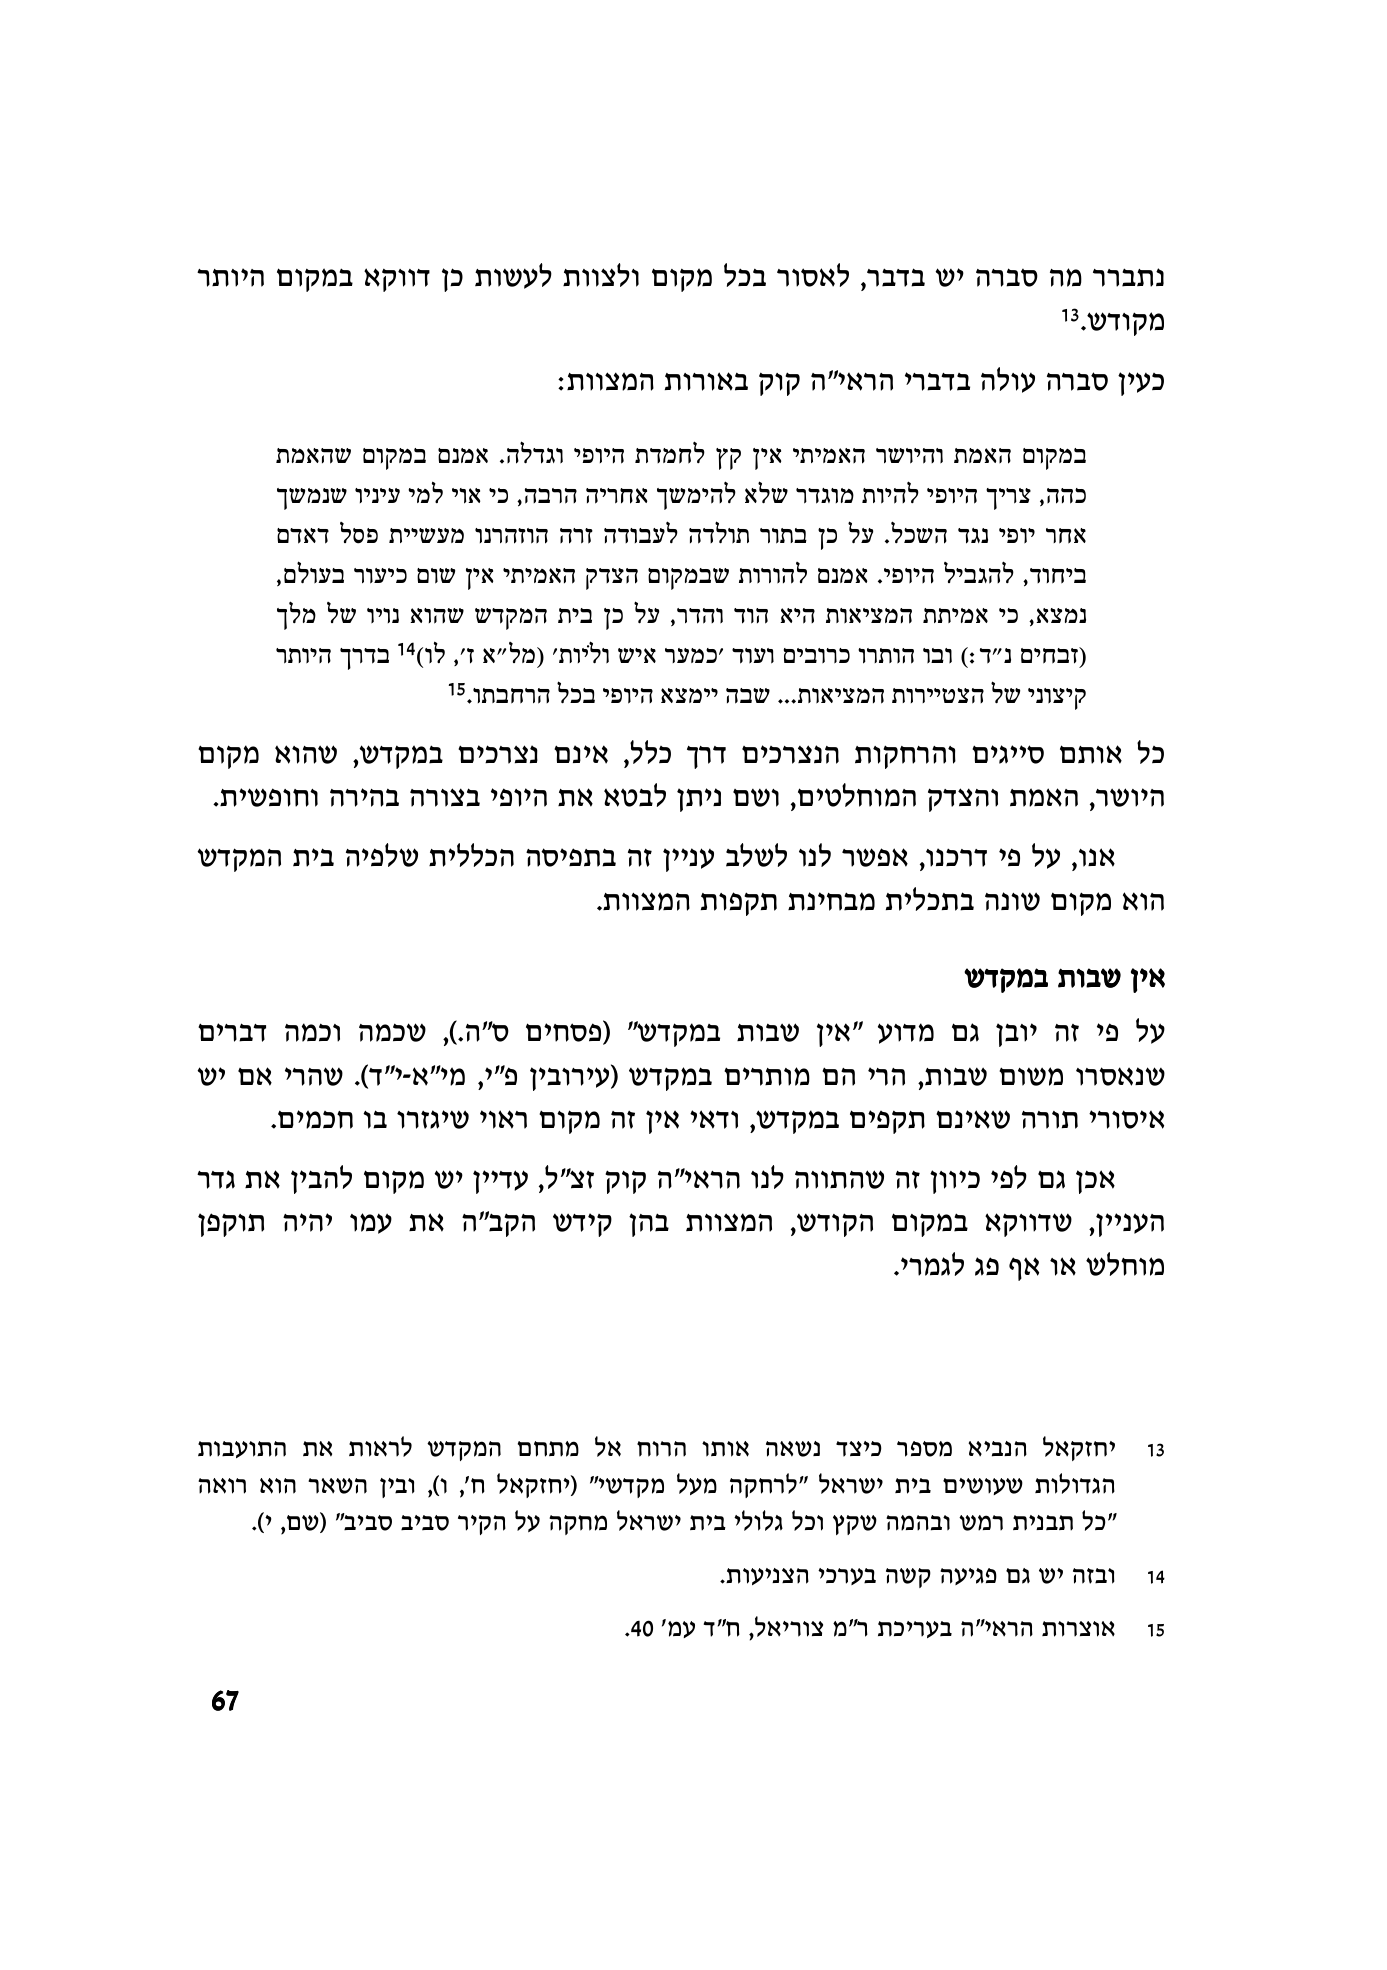 נתברר מה סברה יש בדבר, לאסור בכל מקום ולצוות לעשות כן דווקא במקום היותר
מקודש.13
כעין סברה עולה בדברי הראי"ה קוק באורות המצוות:
במקום האמת והיושר האמיתי אין קץ לחמדת היופי וגדלה. אמנם במקום שהאמת
כהה, צריך היופי להיות מוגדר שלא להימשך אחריה הרבה, כי אוי למי עיניו שנמשך
אחר יופי נגד השכל. על כן בתור תולדה לעבודה זרה הוזהרנו מעשיית פסל דאדם
ביחוד, להגביל היופי. אמנם להורות שבמקום הצדק האמיתי אין שום כיעור בעולם,
נמצא, כי אמיתת המציאות היא הוד והדר, על כן בית המקדש שהוא נויו של מלך
(זבחים נ"ד:) ובו הותרו כרובים ועוד 'כמער איש ולֹיות' (מל"א ז', לו)14 בדרך היותר
קיצוני של הצטיירות המציאות... שבה יימצא היופי בכל הרחבתו.15
כל אותם סייגים והרחקות הנצרכים דרך כלל, אינם נצרכים במקדש, שהוא מקום
היושר, האמת והצדק המוחלטים, ושם ניתן לבטא את היופי בצורה בהירה וחופשית.
אנו, על פי דרכנו, אפשר לנו לשלב עניין זה בתפיסה הכללית שלפיה בית המקדש
הוא מקום שונה בתכלית מבחינת תקפות המצוות.
אין שבות במקדש
על פי זה יובן גם מדוע "אין שבות במקדש" (פסחים ס"ה.), שכמה וכמה דברים
שנאסרו משום שבות, הרי הם מותרים במקדש (עירובין פ"י, מי"א-י"ד). שהרי אם יש
איסורי תורה שאינם תקפים במקדש, ודאי אין זה מקום ראוי שיגזרו בו חכמים.
אכן גם לפי כיוון זה שהתווה לנו הראי"ה קוק זצ"ל, עדיין יש מקום להבין את גדר
העניין, שדווקא במקום הקודש, המצוות בהן קידש הקב"ה את עמו יהיה תוקפן
מוחלש או אף פג לגמרי.
13 יחזקאל הנביא מספר כיצד נשאה אותו הרוח אל מתחם המקדש לראות את התועבות
הגדולות שעושים בית ישראל "לרחקה מעל מקדשי" (יחזקאל ח', ו), ובין השאר הוא רואה
"כל תבנית רמש ובהמה שקץ וכל גלולי בית ישראל מחקה על הקיר סביב סביב" (שם, י).
14 ובזה יש גם פגיעה קשה בערכי הצניעות.
15 אוצרות הראי"ה בעריכת ר"מ צוריאל, ח"ד עמ' 40.
67